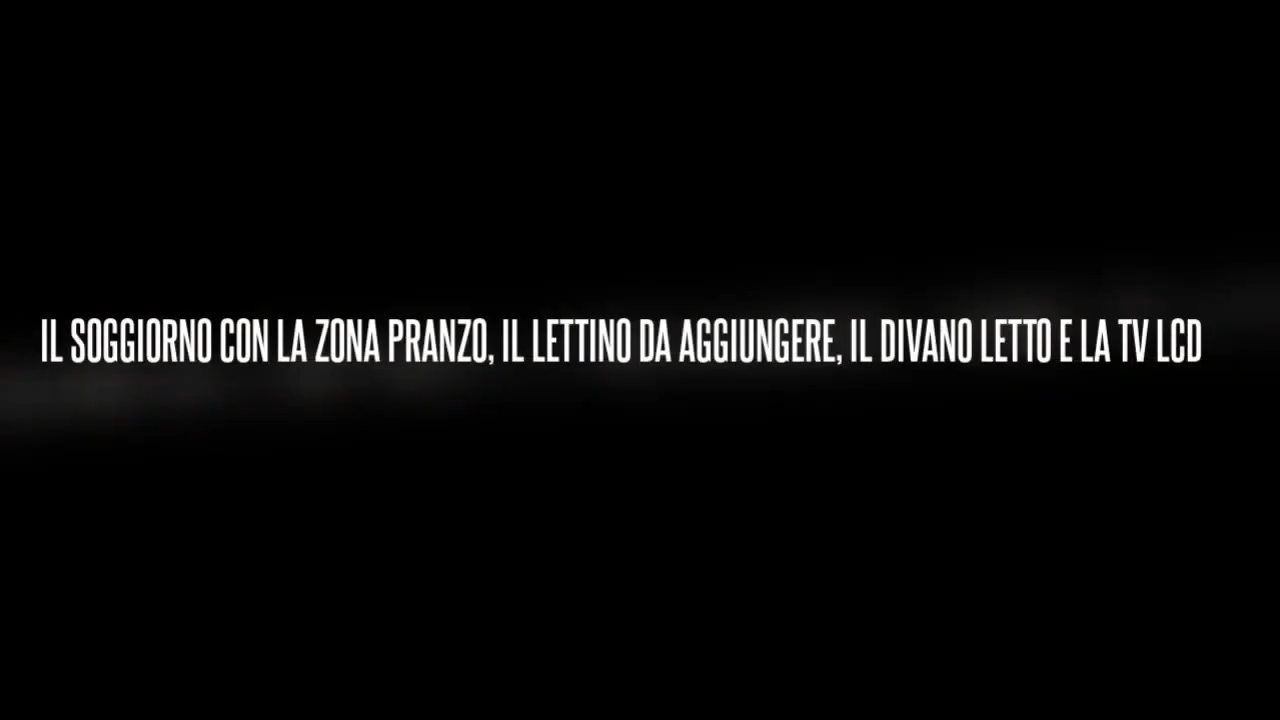 IL SOGGIORNO CON LA ZONA PRANZO, IL LETTINO DA AGGIUNGERE, IL DIVANO LETTO E LA TV LCD